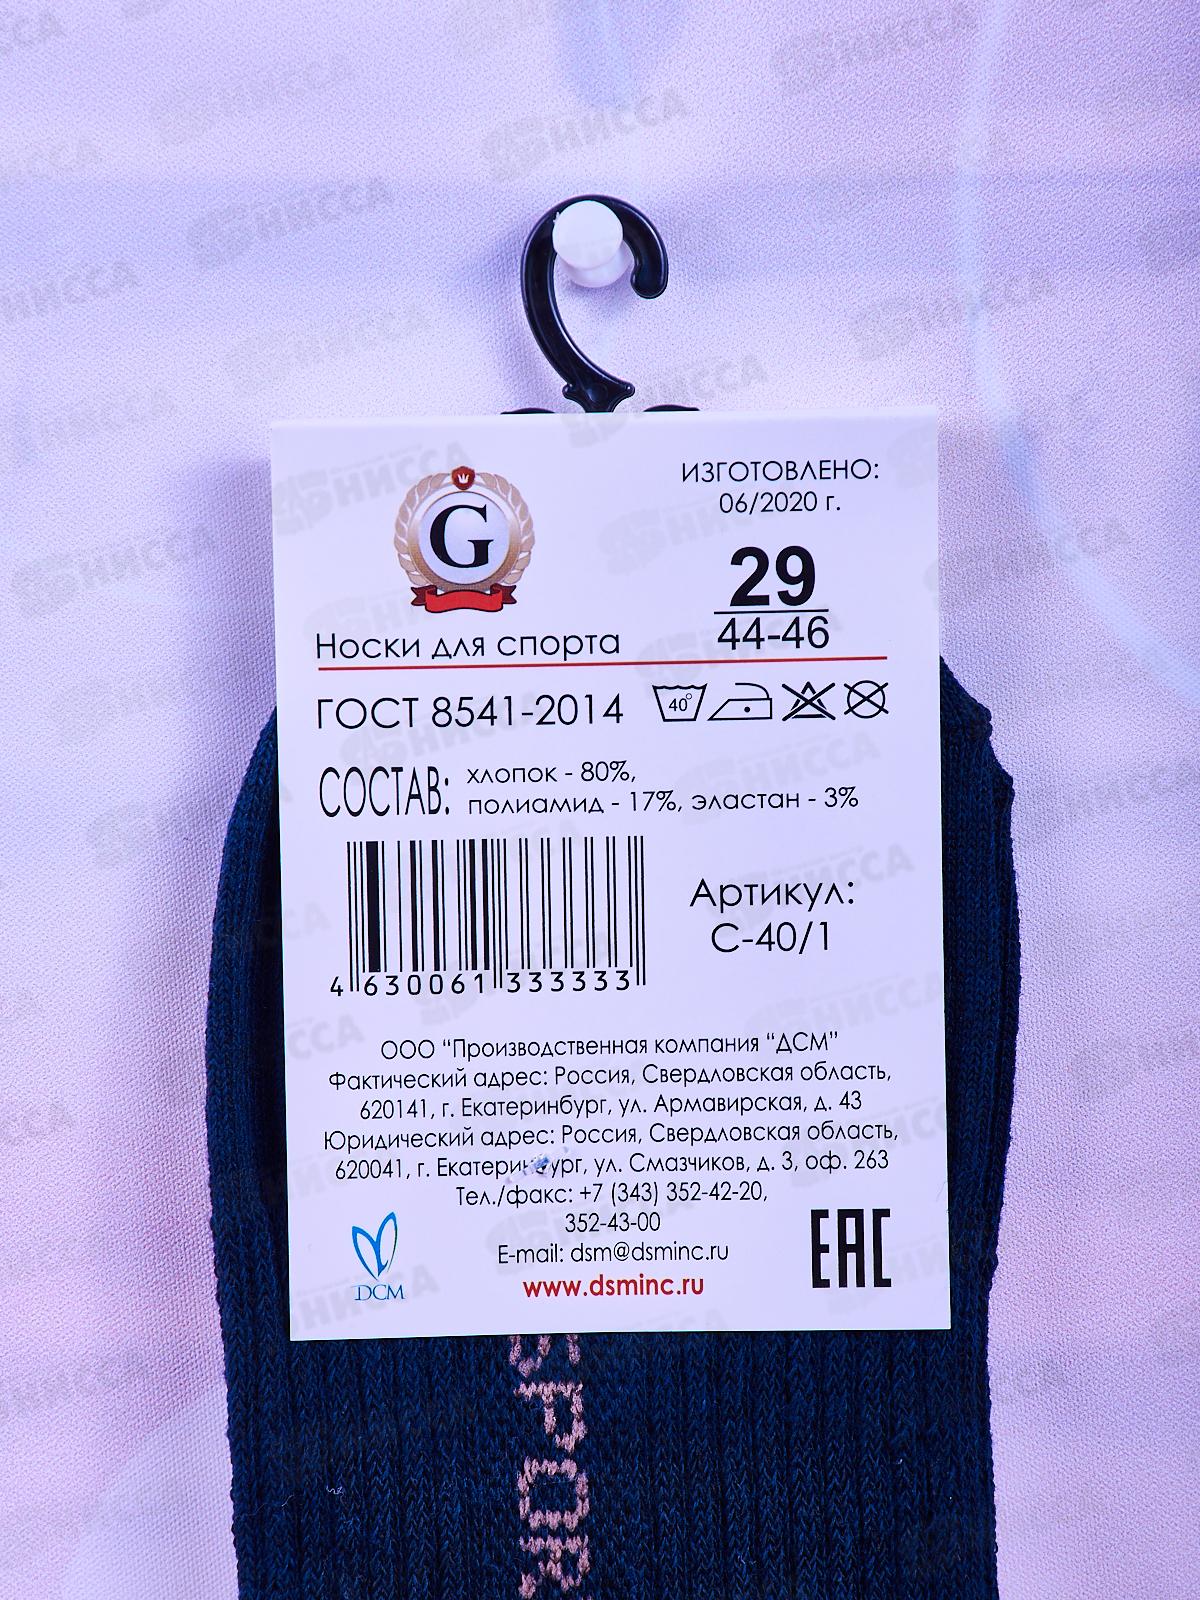 G
ИЗГОТОВЛЕНО:
06/2020 г.
29
44-46
Носки для спорта
ГОСТ 8541-2014
40°
СОСТАВ: хлопок - 80%,
полиамид - 17%, эластан - 3%
4 630061 333333
Артикул:
С-40/1
ООО “Производственная компания “ДСМ”
Фактический адрес: Россия, Свердловская область,
620141, г. Екатеринбург, ул. Армавирская, д. 43
Юридический адрес: Россия, Свердловская область,
620041, г. Екатеринбург, ул. Смазчиков, д. 3, оф. 263
Тел./факс: +7 (343) 352-42-20,
352-43-00
E-mail: dsm@dsminc.ru
www.dsminc.ru
ДСМ
EAC
SPOR
НИССА